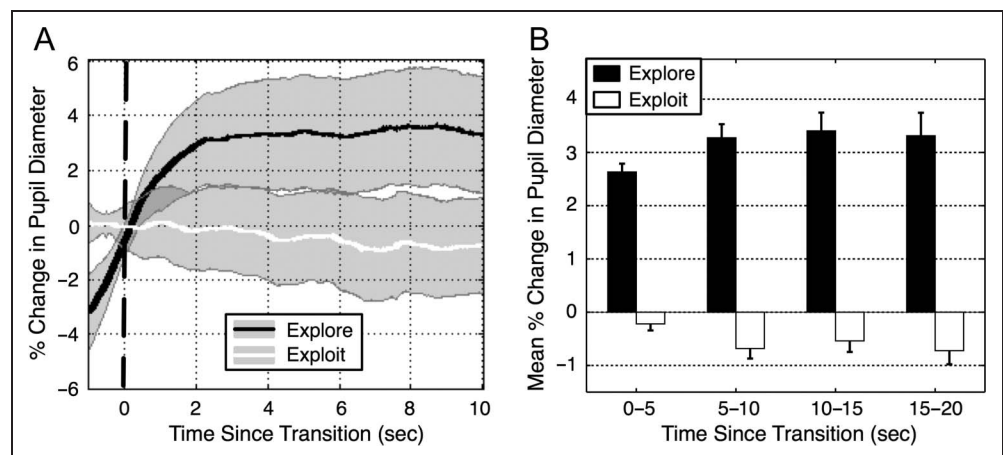 A
% Change in Pupil Diameter
6
4
2
0
−2
−4
−6
Explore
Exploit
0 2 4 6 8 10
Time Since Transition (sec)
B
Mean % Change in Pupil Diameter
Explore
Exploit
4
3
2
1
0
−1
0–5 5–10 10–15 15–20
Time Since Transition (sec)